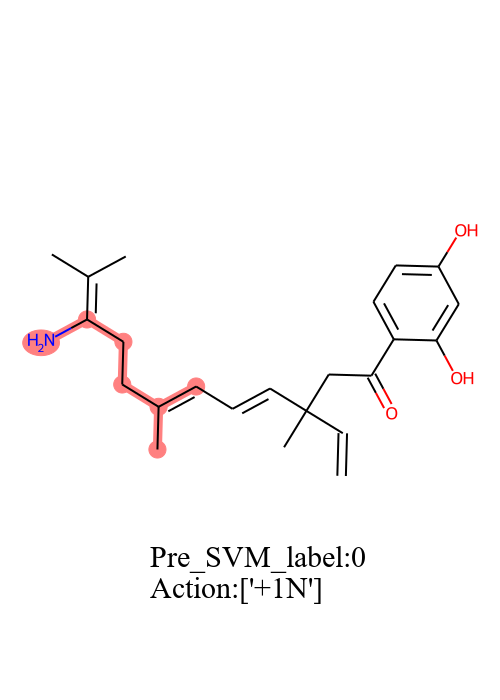 OH
H2N
OH
O
Pre_SVM_label:0
Action:['+1N']